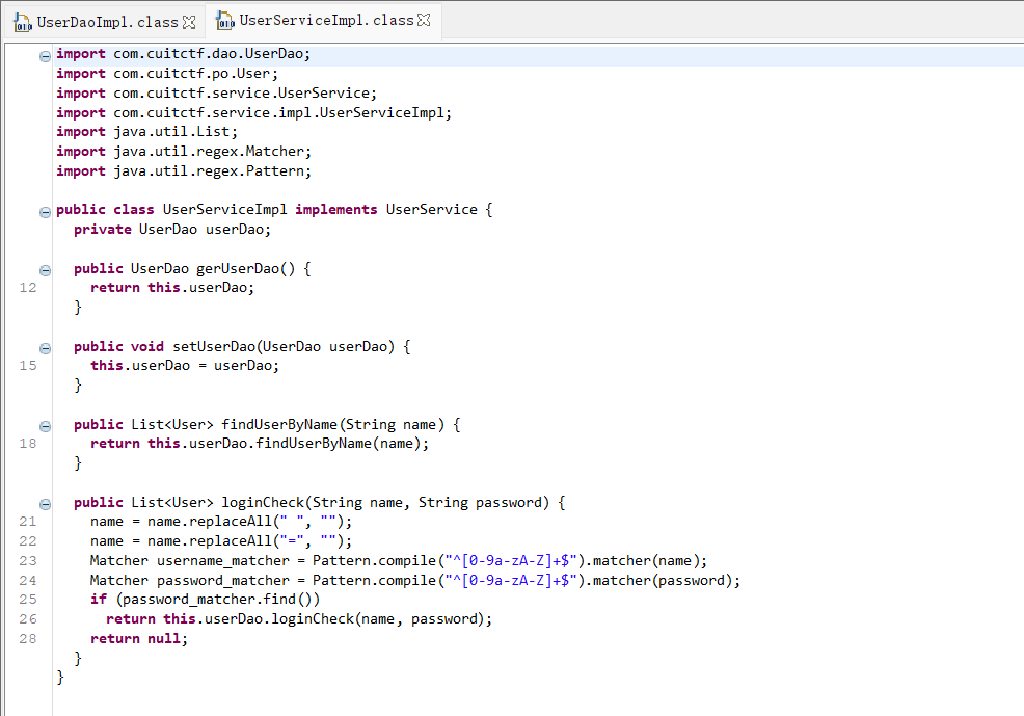 UserDaoImpl.class UserServiceImpl.class
import com.cuitctf.dao.UserDao;
import com.cuitctf.po.User;
import com.cuitctf.service.UserService;
import com.cuitctf.service.impl.UserServiceImpl;
import java.util.List;
import java.util.regex.Matcher;
import java.util.regex.Pattern;
public class UserServiceImpl implements UserService {
private UserDao userDao;
public UserDao gerUserDao() {
12 return this.userDao;
}
public void setUserDao(UserDao userDao) {
15 this.userDao = userDao;
}
public List<User> findUserByName(String name) {
18 return this.userDao.findUserByName(name);
}
public List<User> loginCheck(String name, String password) {
21 name = name.replaceAll(" ", "");
22 name = name.replaceAll("=", "");
23 Matcher username_matcher = Pattern.compile("^[0-9a-zA-Z]+$").matcher(name);
24 Matcher password_matcher = Pattern.compile("^[0-9a-zA-Z]+$").matcher(password);
25 if (password_matcher.find())
26 return this.userDao.loginCheck(name, password);
28 return null;
}
}